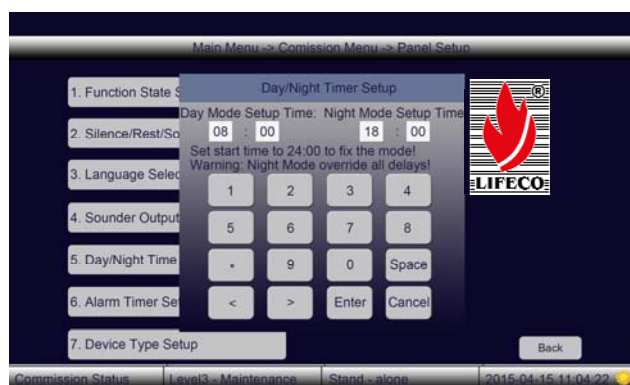 Main Menu -> Comission Menu -> Panel Setup
1. Function State S
2. Silence/Rest/So
3. Language Selec
4. Sounder Output
5. Day/Night Time
6. Alarm Timer Set
7. Device Type Setup
Day/Night Timer Setup
Day Mode Setup Time: Night Mode Setup Time
08 : 00 18 : 00
Set start time to 24:00 to fix the mode!
Warning: Night Mode override all delays!
1 2 3 4
5 6 7 8
* 9 0 Space
< > Enter Cancel
®
LIFECO
Back
Commission Status Level3 - Maintenance Stand - alone 2015-04-15 11:04:22